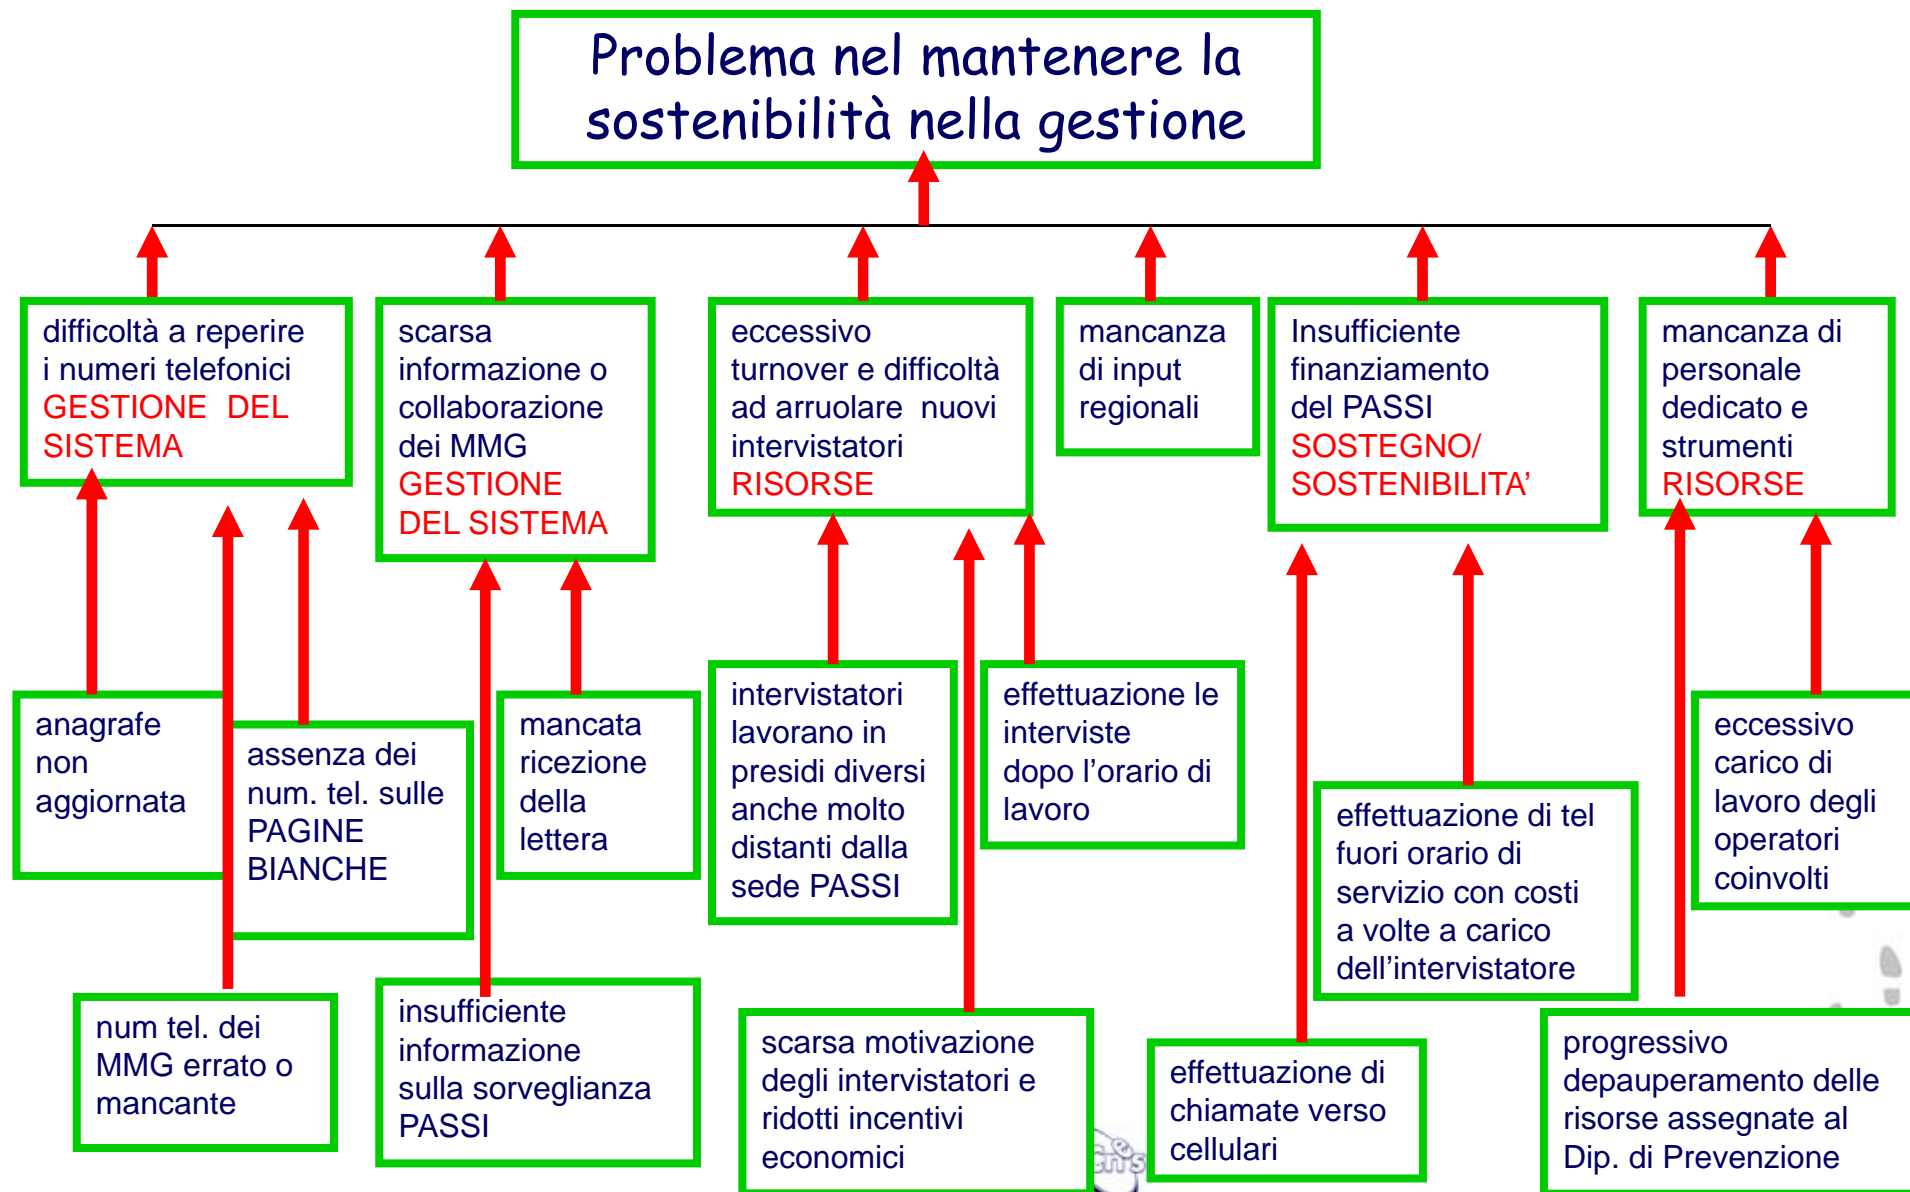 Problema nel mantenere la
sostenibilità nella gestione
difficoltà a reperire
i numeri telefonici
GESTIONE DEL
SISTEMA
scarsa
informazione o
collaborazione
dei MMG
GESTIONE
DEL SISTEMA
eccessivo
turnover e difficoltà
ad arruolare nuovi
intervistatori
RISORSE
mancanza
di input
regionali
Insufficiente
finanziamento
del PASSI
SOSTEGNO/
SOSTENIBILITA’
mancanza di
personale
dedicato e
strumenti
RISORSE
anagrafe
non
aggiornata
assenza dei
num. tel. sulle
PAGINE
BIANCHE
mancata
ricezione
della
lettera
intervistatori
lavorano in
presidi diversi
anche molto
distanti dalla
sede PASSI
effettuazione le
interviste
dopo l’orario di
lavoro
effettuazione di tel
fuori orario di
servizio con costi
a volte a carico
dell’intervistatore
eccessivo
carico di
lavoro degli
operatori
coinvolti
num tel. dei
MMG errato o
mancante
insufficiente
informazione
sulla sorveglianza
PASSI
scarsa motivazione
degli intervistatori e
ridotti incentivi
economici
effettuazione di
chiamate verso
cellulari
progressivo
depauperamento delle
risorse assegnate al
Dip. di Prevenzione